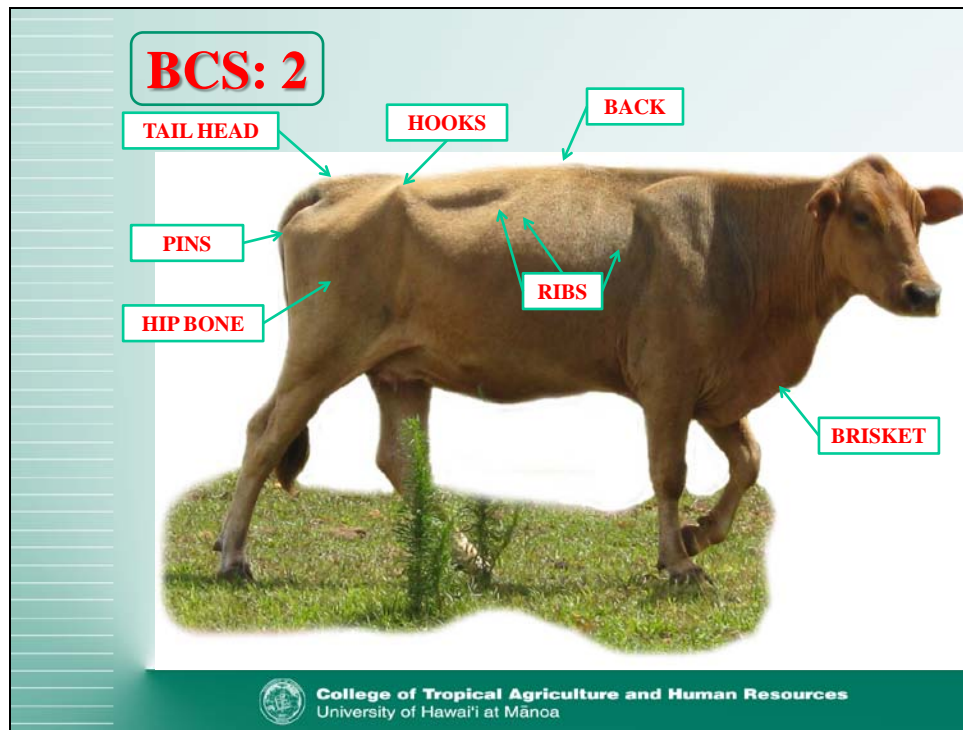 BCS: 2
TAIL HEAD
HOOKS
BACK
PINS
RIBS
HIP BONE
BRISKET
College of Tropical Agriculture and Human Resources
University of Hawai'i at Mānoa